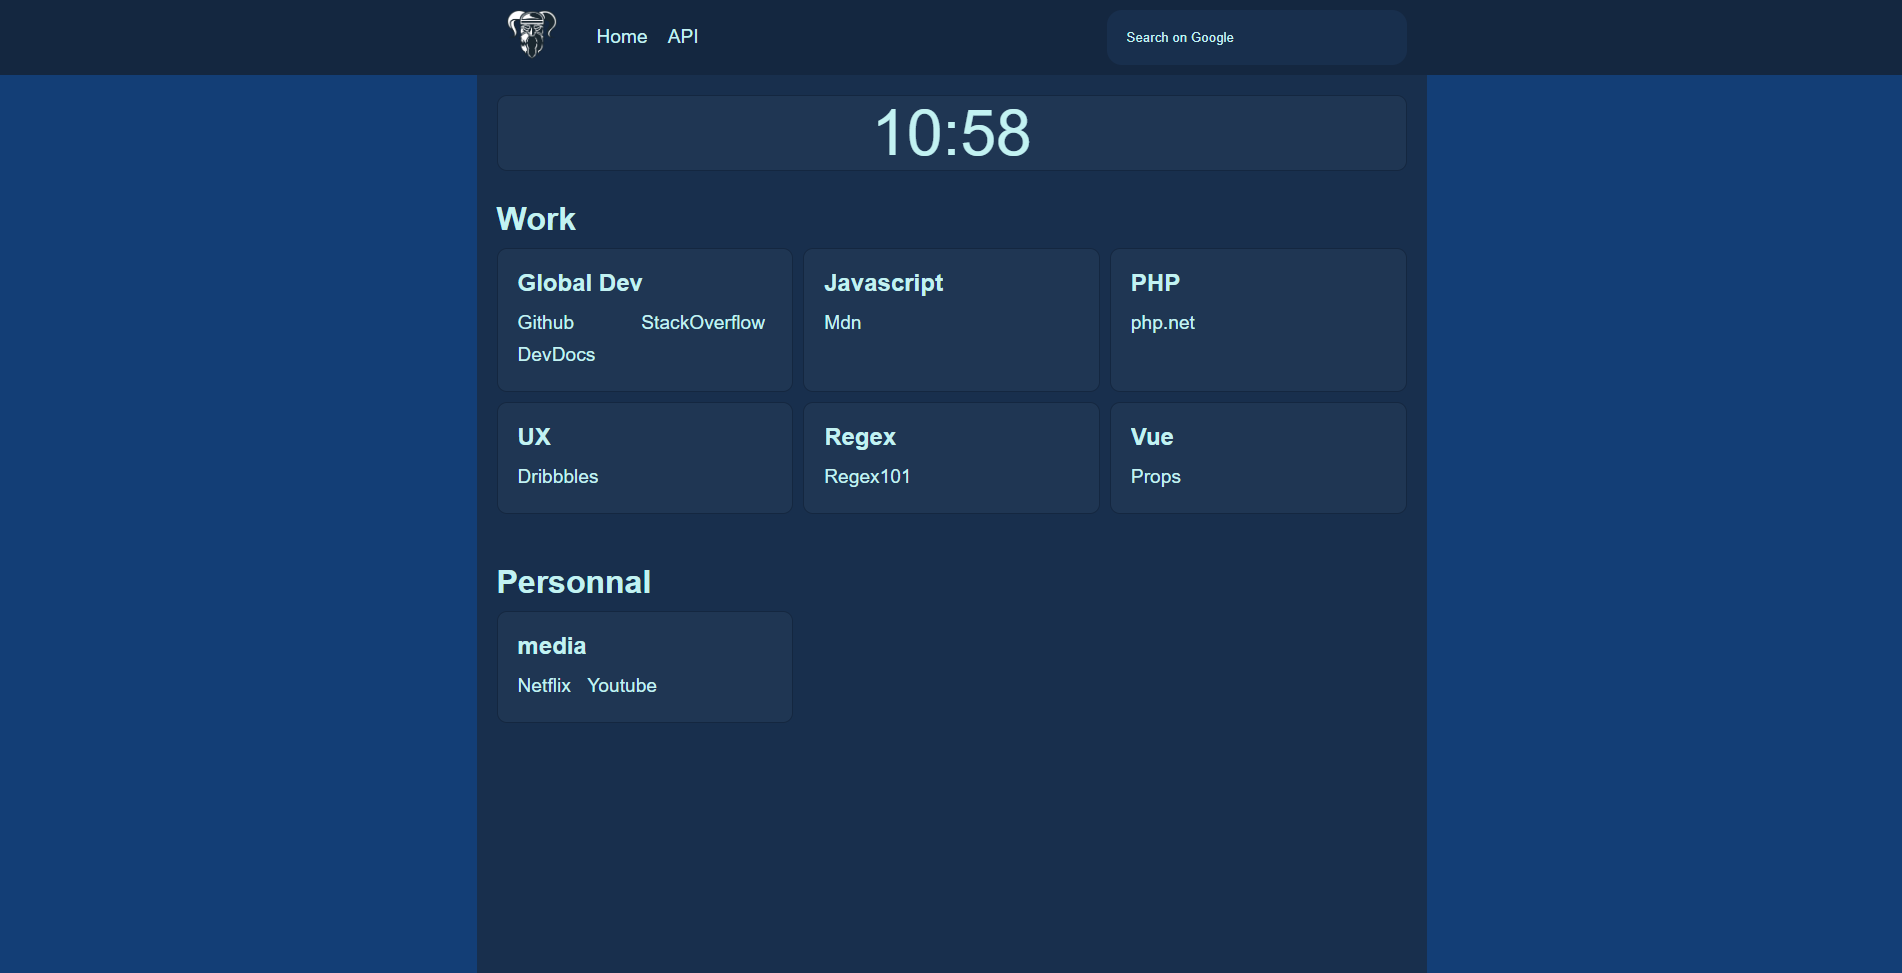 Home API Search on Google
10:58
Work
Global Dev
Github StackOverflow
DevDocs
Javascript
Mdn
PHP
php.net
UX
Dribbbles
Regex
Regex101
Vue
Props
Personnal
media
Netflix Youtube